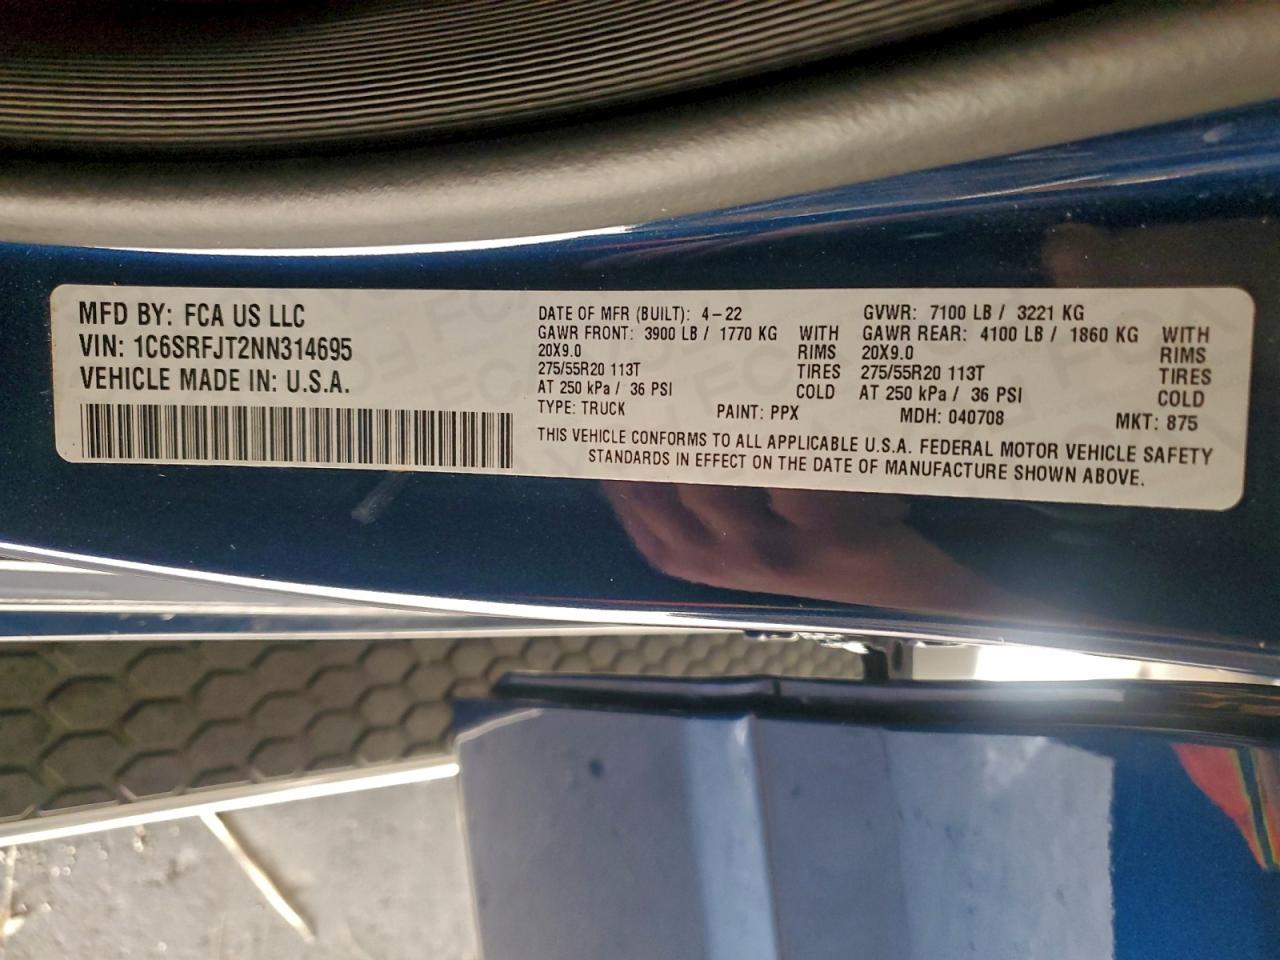 MFD BY: FCA US LLC
VIN: 1C6SRFJT2NN314695
VEHICLE MADE IN: U.S.A.
DATE OF MFR (BUILT): 4-22 GVWR: 7100 LB / 3221 KG
GAWR FRONT: 3900 LB / 1770 KG WITH GAWR REAR: 4100 LB / 1860 KG WITH
20X9.0 RIMS 20X9.0 RIMS
275/55R20 113T TIRES 275/55R20 113T TIRES
AT 250 kPa / 36 PSI COLD AT 250 kPa / 36 PSI COLD
TYPE: TRUCK PAINT: PPX MDH: 040708 MKT: 875
THIS VEHICLE CONFORMS TO ALL APPLICABLE U.S.A. FEDERAL MOTOR VEHICLE SAFETY
STANDARDS IN EFFECT ON THE DATE OF MANUFACTURE SHOWN ABOVE.